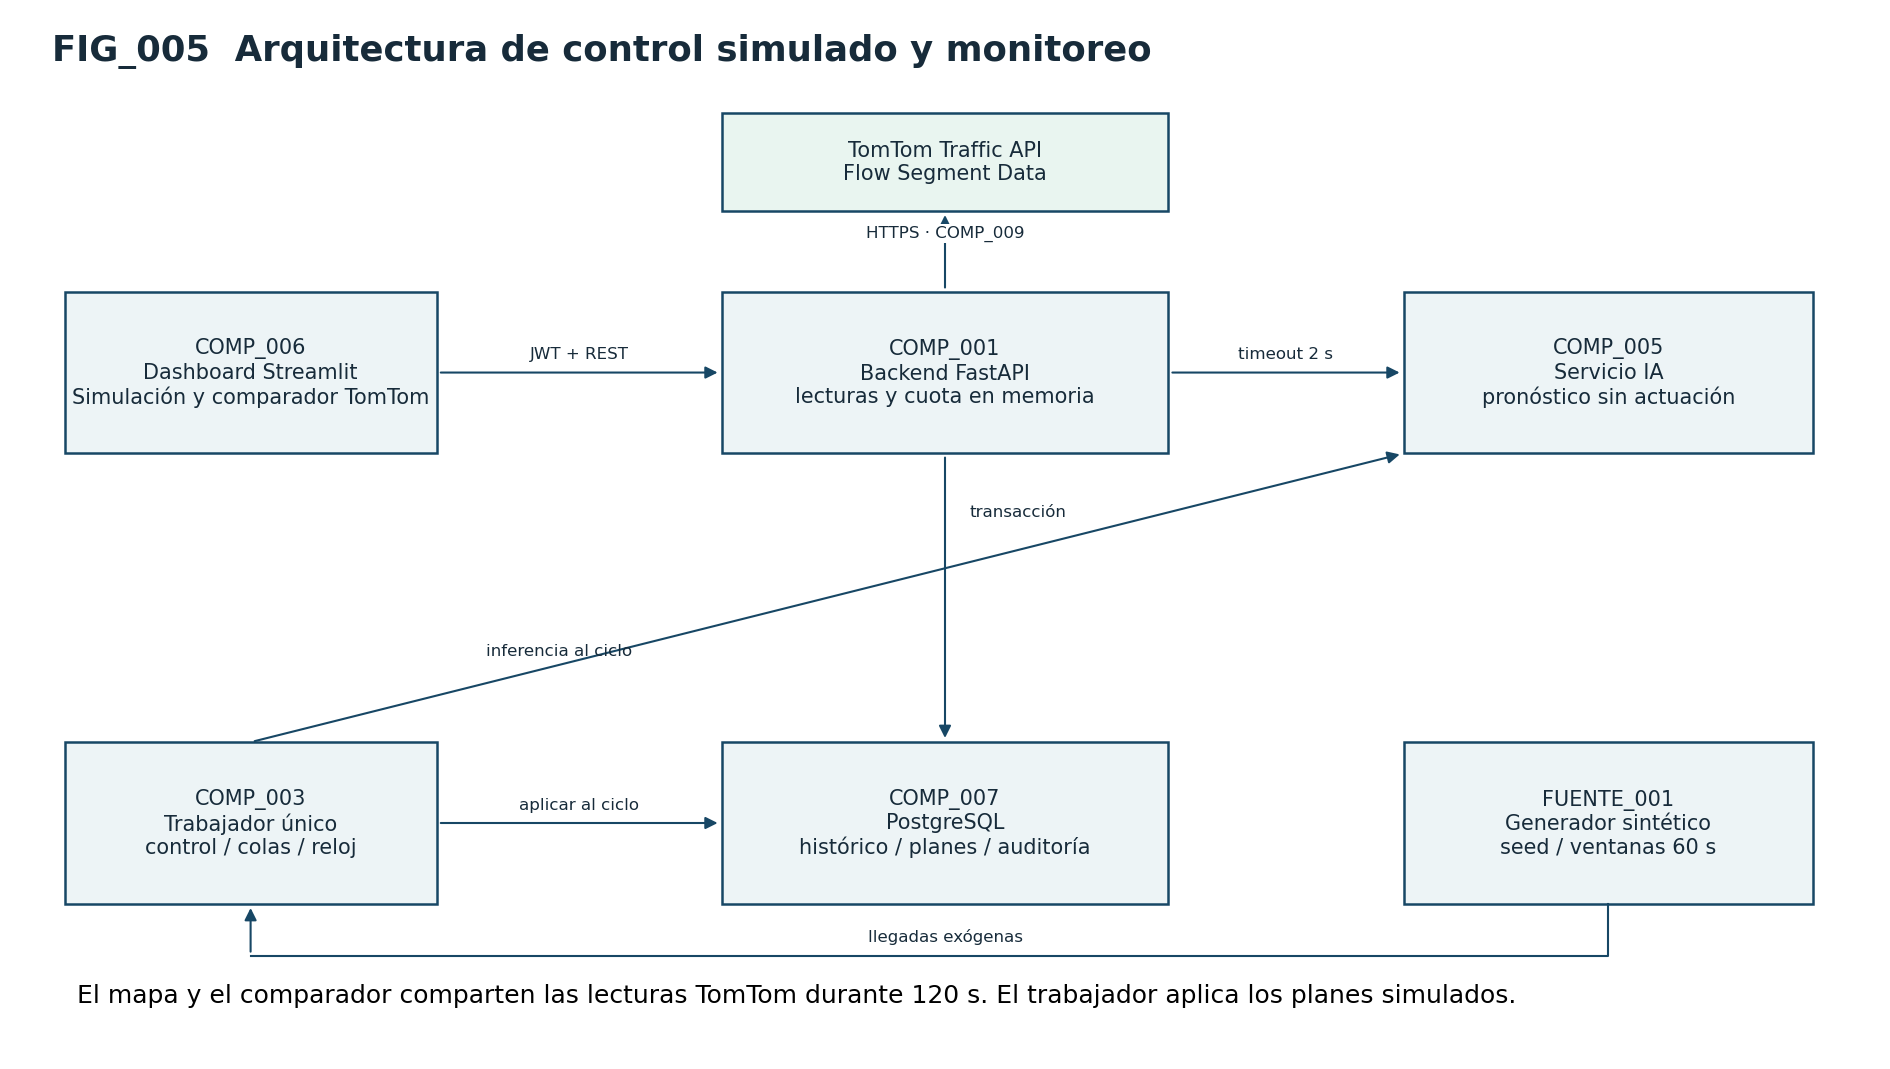 FIG_005  Arquitectura de control simulado y monitoreo
TomTom Traffic API
Flow Segment Data
HTTPS · COMP_009
COMP_006
Dashboard Streamlit
Simulación y comparador TomTom
JWT + REST
COMP_001
Backend FastAPI
lecturas y cuota en memoria
timeout 2 s
COMP_005
Servicio IA
pronóstico sin actuación
transacción
inferencia al ciclo
COMP_003
Trabajador único
control / colas / reloj
aplicar al ciclo
COMP_007
PostgreSQL
histórico / planes / auditoría
FUENTE_001
Generador sintético
seed / ventanas 60 s
llegadas exógenas
El mapa y el comparador comparten las lecturas TomTom durante 120 s. El trabajador aplica los planes simulados.